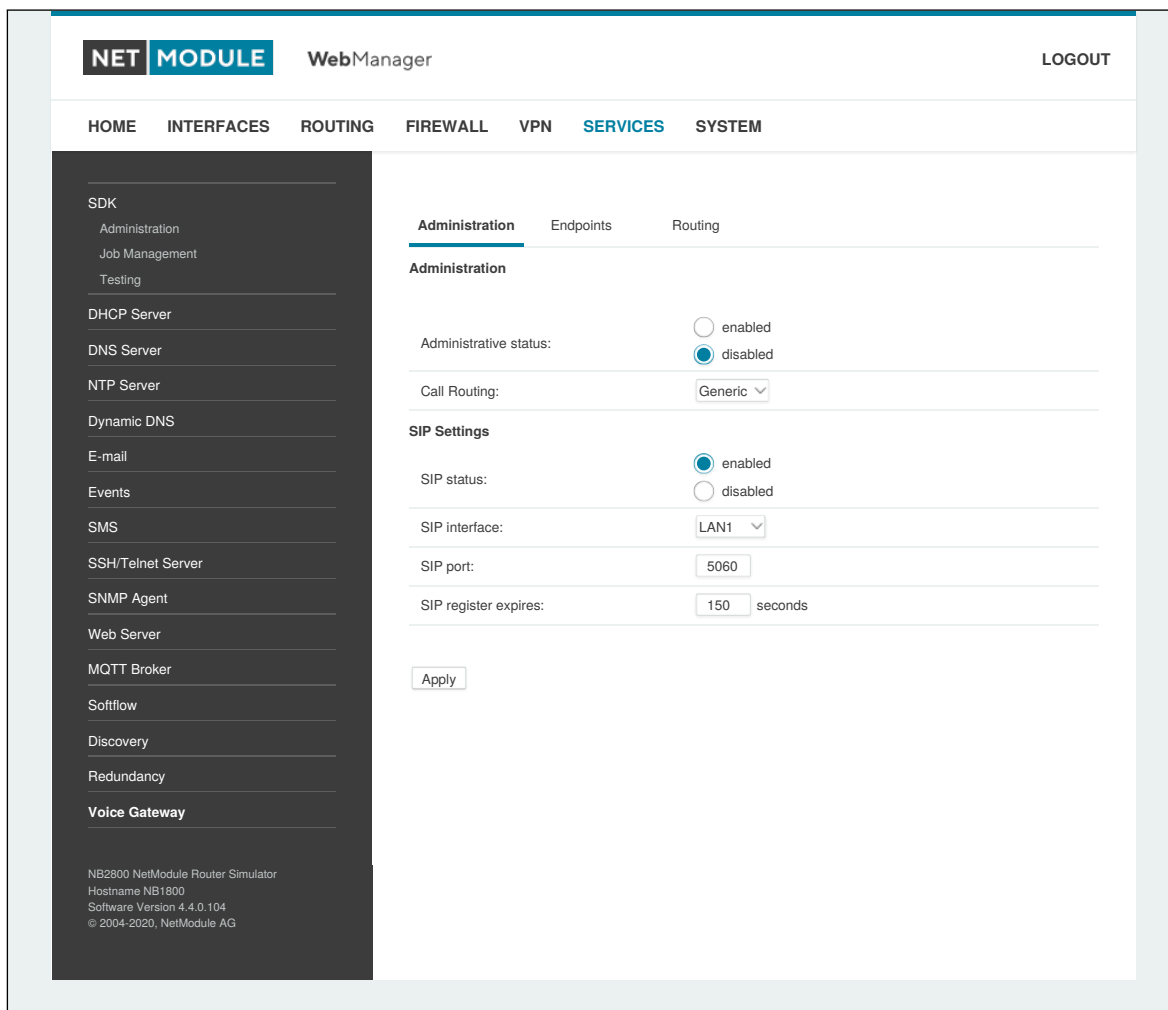 NET MODULE WebManager LOGOUT
HOME INTERFACES ROUTING FIREWALL VPN SERVICES SYSTEM
SDK
Administration
Job Management
Testing
DHCP Server
DNS Server
NTP Server
Dynamic DNS
E-mail
Events
SMS
SSH/Telnet Server
SNMP Agent
Web Server
MQTT Broker
Softflow
Discovery
Redundancy
Voice Gateway
NB2800 NetModule Router Simulator
Hostname NB1800
Software Version 4.4.0.104
© 2004-2020, NetModule AG
Administration Endpoints Routing
Administration
Administrative status:
enabled
disabled
Call Routing: Generic
SIP Settings
SIP status:
enabled
disabled
SIP interface: LAN1
SIP port: 5060
SIP register expires: 150 seconds
Apply